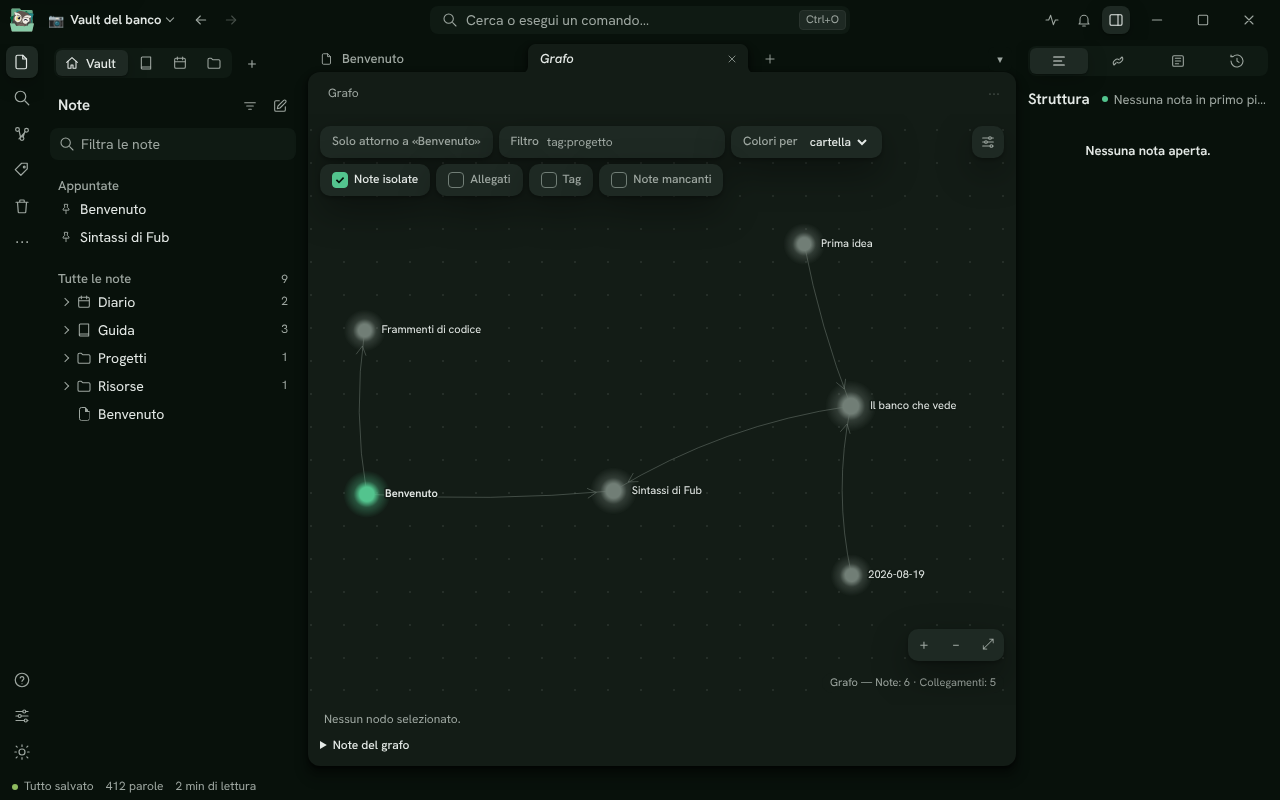 Vault del banco
Cerca o esegui un comando...
Ctrl+O
Vault
Benvenuto
Grafo
Note
Filtra le note
Appuntate
Benvenuto
Sintassi di Fub
Tutte le note 9
Diario 2
Guida 3
Progetti 1
Risorse 1
Benvenuto
Grafo
Solo attorno a «Benvenuto»
Filtro tag:progetto
Colori per cartella
Note isolate
Allegati
Tag
Note mancanti
Prima idea
Frammenti di codice
Il banco che vede
Benvenuto
Sintassi di Fub
2026-08-19
Grafo — Note: 6 · Collegamenti: 5
Nessun nodo selezionato.
Note del grafo
Struttura
Nessuna nota in primo pi...
Nessuna nota aperta.
Tutto salvato 412 parole 2 min di lettura